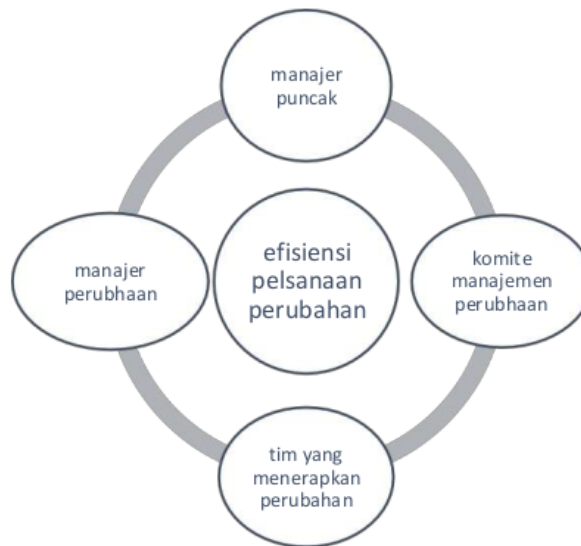 manajer
puncak
manajer
perubhaan
efisiensi
pelsanaan
perubahan
komite
manajemen
perubhaan
tim yang
menerapkan
perubahan